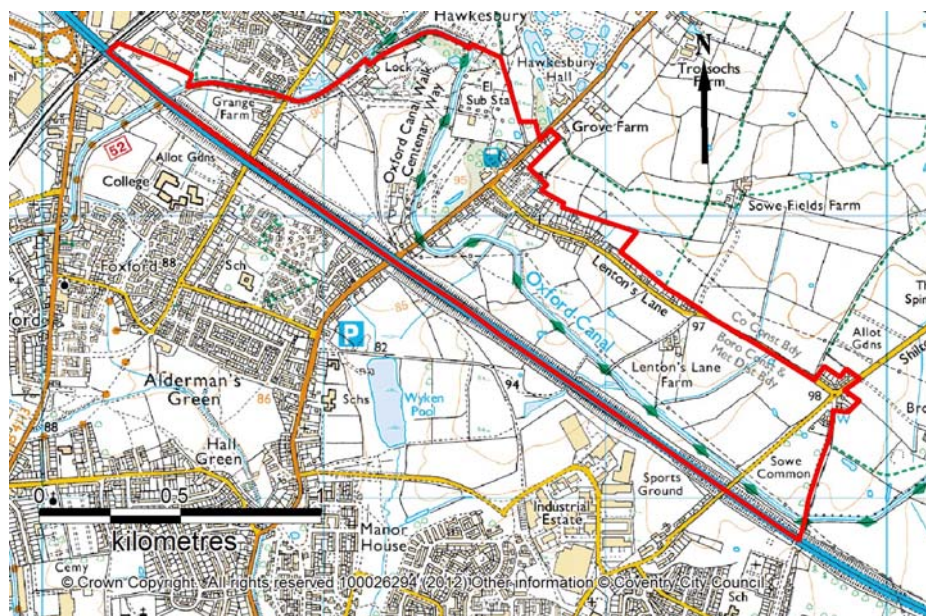 Hawkesbury
N
Lock
Hawkesbury
Hall
Trossochs
Farm
El
Sub Sta
Grange
Farm
Oxford Canal Walk
Centenary Way
Grove Farm
52
Allot Gdns
College
95
Sowe Fields Farm
Foxford
88
Sch
Lenton's Lane
Oxford Canal
97
Co Const Bdy
Boro Const &
Met Dist Bdy
Allot
Gdns
85
P
82
Alderman's
Green
86
Wyken
Pool
94
Lenton's Lane
Farm
98
Schs
88
Hall
Green
Sowe
Common
Sports
Ground
0
0.5
1
kilometres
Industrial
Estate
Manor
House
Cemy
Sch
© Crown Copyright. All rights reserved 100026294 (2012) Other information © Coventry City Council